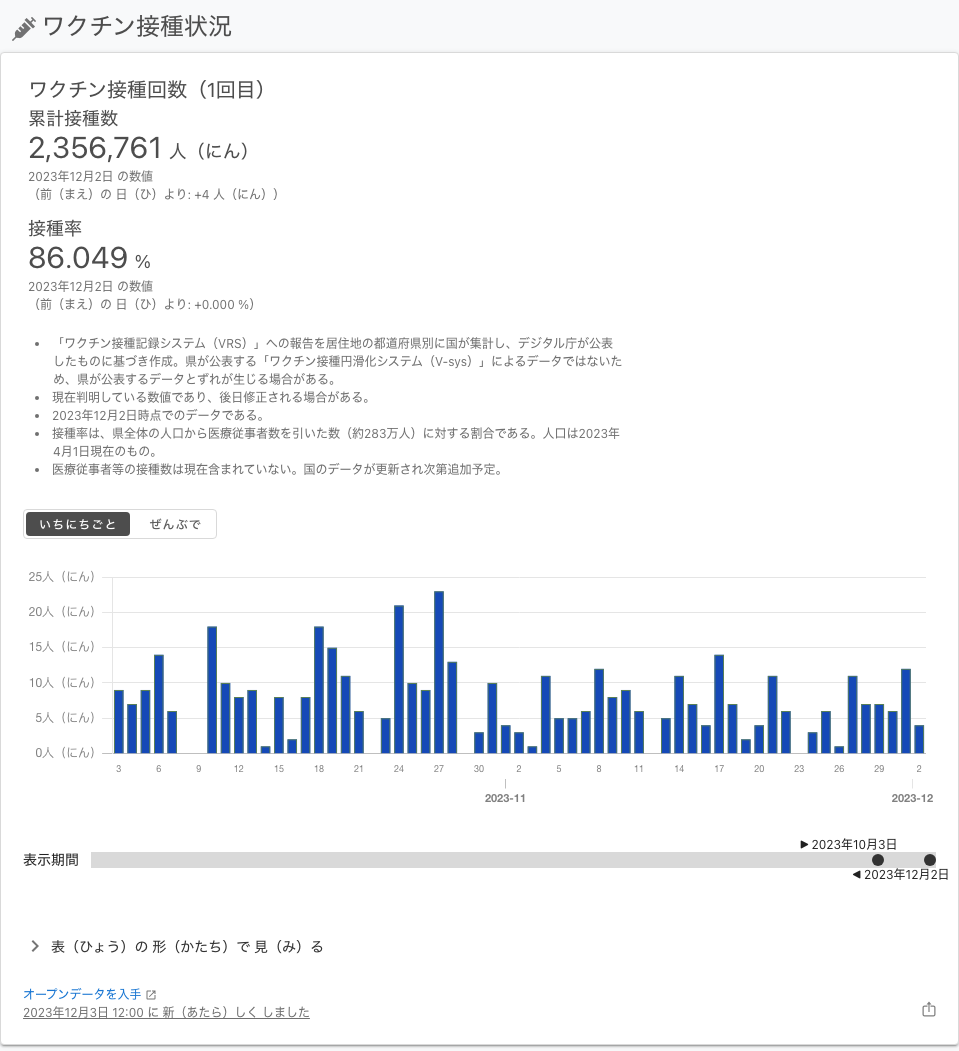 ワクチン接種状況
ワクチン接種回数（1回目）
累計接種数
2,356,761 人（にん）
2023年12月2日 の数値
（前（まえ）の 日（ひ）より: +4 人（にん））
接種率
86.049 %
2023年12月2日 の数値
（前（まえ）の 日（ひ）より: +0.000 %）
• 「ワクチン接種記録システム（VRS）」への報告を居住地の都道府県別に国が集計し、デジタル庁が公表
したものに基づき作成。県が公表する「ワクチン接種円滑化システム（V-sys）」によるデータではないた
め、県が公表するデータとずれが生じる場合がある。
• 現在判明している数値であり、後日修正される場合がある。
• 2023年12月2日時点でのデータである。
• 接種率は、県全体の人口から医療従事者数を引いた数（約283万人）に対する割合である。人口は2023年
4月1日現在のもの。
• 医療従事者等の接種数は現在含まれていない。国のデータが更新され次第追加予定。
いちにちごと ぜんぶで
25人（にん）
20人（にん）
15人（にん）
10人（にん）
5人（にん）
0人（にん）
3 6 9 12 15 18 21 24 27 30 2 5 8 11 14 17 20 23 26 29 2
2023-11 2023-12
▶ 2023年10月3日
表示期間
◀ 2023年12月2日
表（ひょう）の 形（かたち）で 見（み）る
オープンデータを入手
2023年12月3日 12:00 に 新（あたら）しく しました